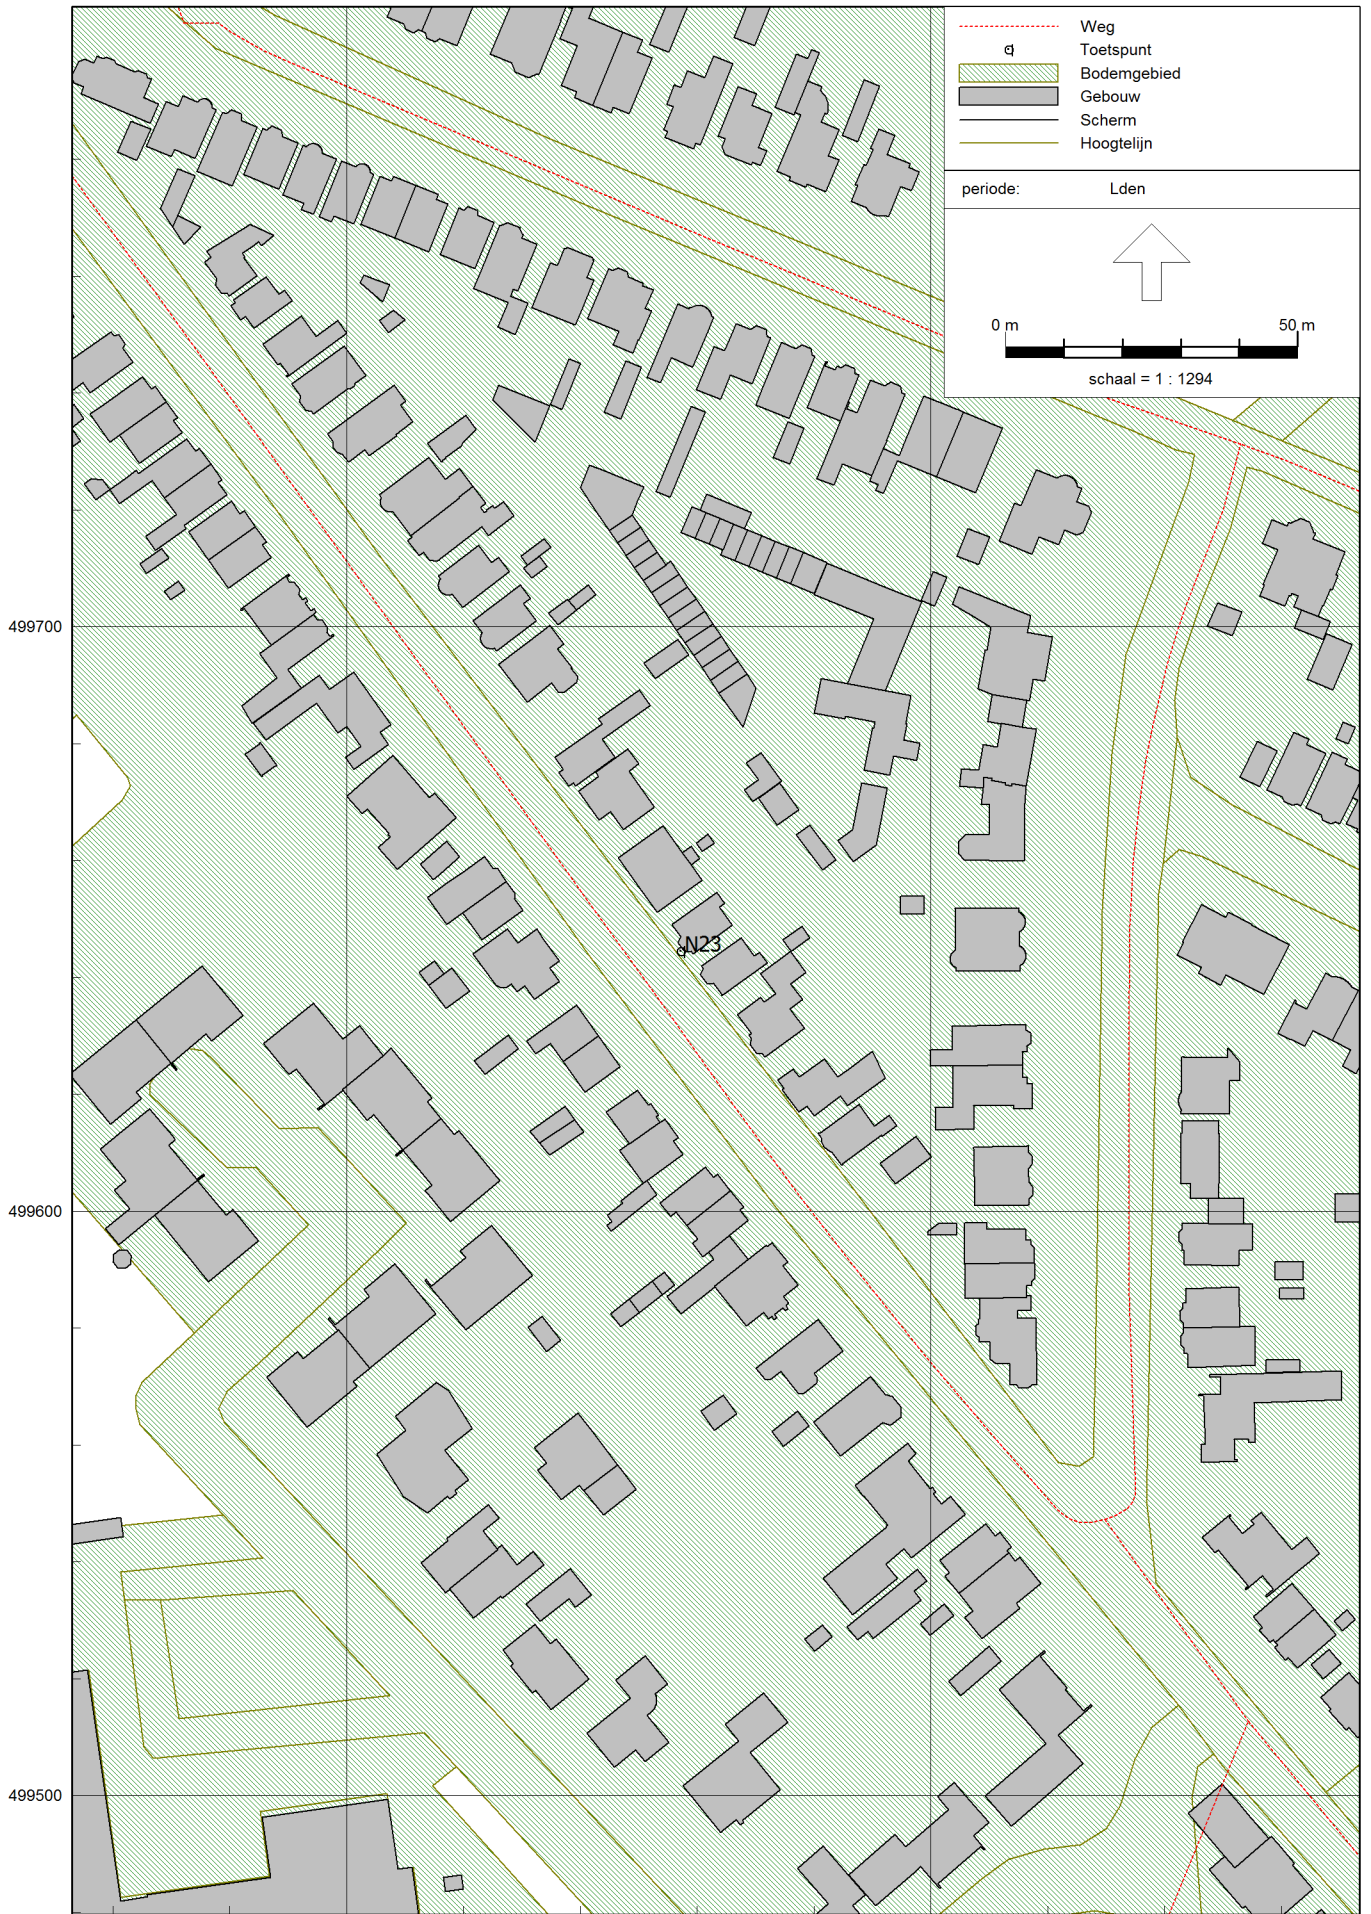 Weg
Toetspunt
Bodemgebied
Gebouw
Scherm
Hoogtelijn
periode: Lden
0 m 50 m
schaal = 1 : 1294
499700
N23
499600
499500